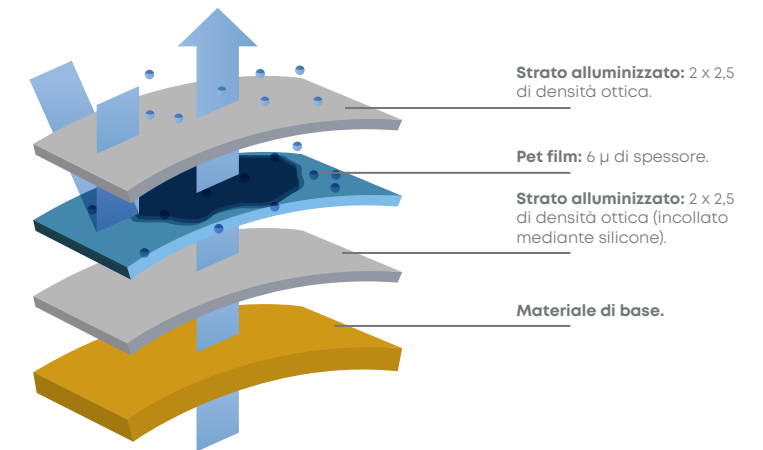 Strato alluminizzato: 2 x 2,5
di densità ottica.
Pet film: 6 µ di spessore.
Strato alluminizzato: 2 x 2,5
di densità ottica (incollato
mediante silicone).
Materiale di base.